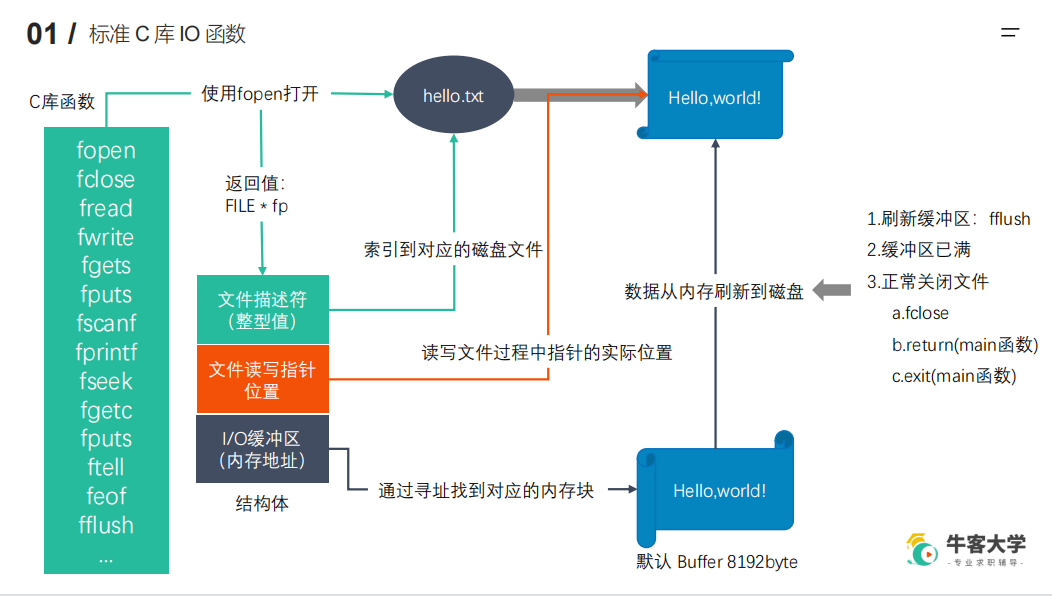 01 / 标准 C 库 IO 函数
C库函数
fopen
fclose
fread
fwrite
fgets
fputs
fscanf
fprintf
fseek
fgetc
fputs
ftell
feof
fflush
...
使用fopen打开
返回值:
FILE * fp
文件描述符
（整型值）
文件读写指针
位置
I/O缓冲区
（内存地址）
结构体
hello.txt
索引到对应的磁盘文件
读写文件过程中指针的实际位置
通过寻址找到对应的内存块
Hello,world!
数据从内存刷新到磁盘
Hello,world!
默认 Buffer 8192byte
1.刷新缓冲区：fflush
2.缓冲区已满
3.正常关闭文件
a.fclose
b.return(main函数)
c.exit(main函数)
牛客大学
-专业求职辅导-